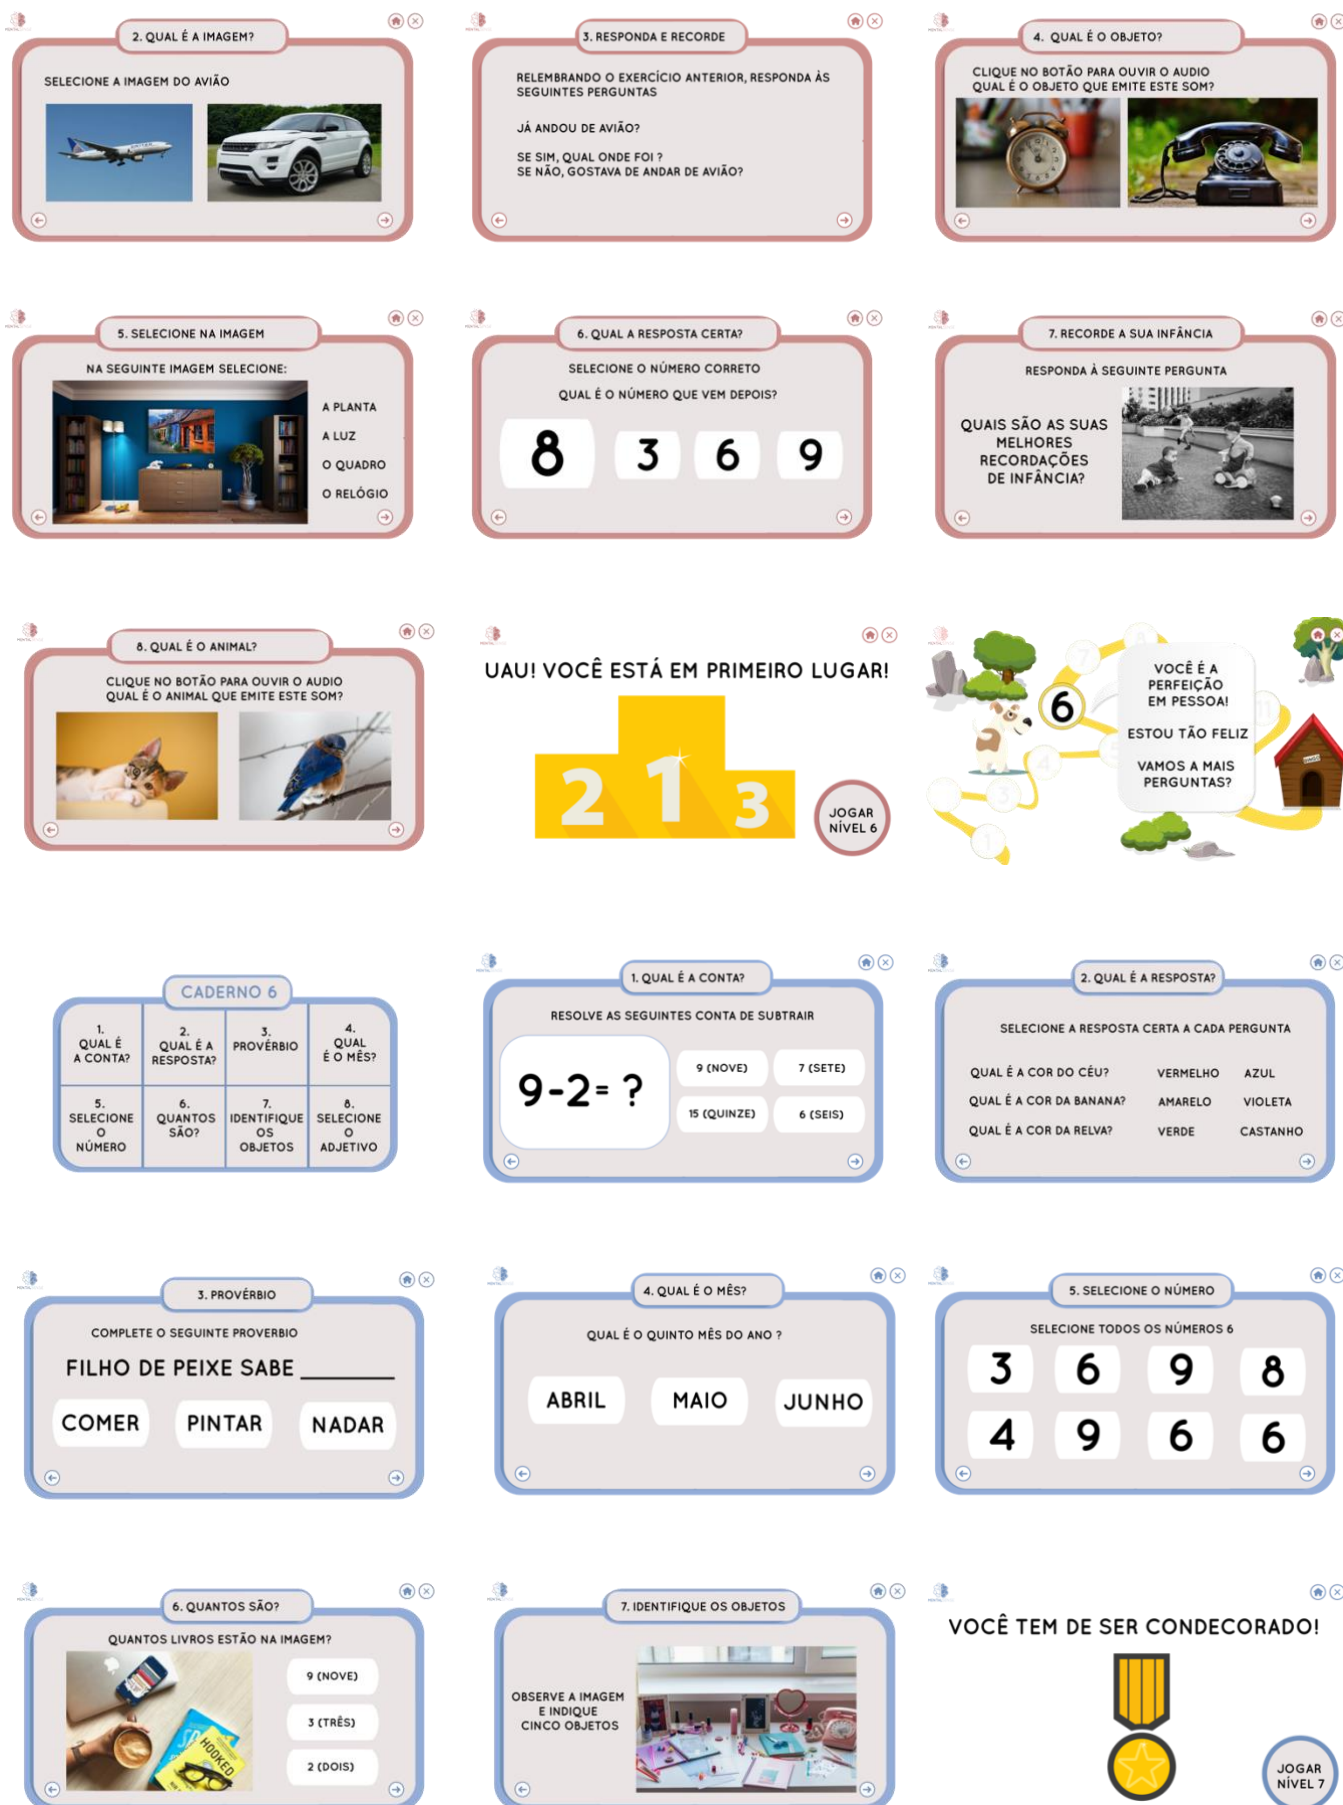 2. QUAL É A IMAGEM?
SELECIONE A IMAGEM DO AVIÃO
3. RESPONDA E RECORDE
RELEMBRANDO O EXERCÍCIO ANTERIOR, RESPONDA ÀS
SEGUINTES PERGUNTAS
JÁ ANDOU DE AVIÃO?
SE SIM, QUAL ONDE FOI ?
SE NÃO, GOSTAVA DE ANDAR DE AVIÃO?
4. QUAL É O OBJETO?
CLIQUE NO BOTÃO PARA OUVIR O AUDIO
QUAL É O OBJETO QUE EMITE ESTE SOM?
5. SELECIONE NA IMAGEM
NA SEGUINTE IMAGEM SELECIONE:
A PLANTA
A LUZ
O QUADRO
O RELÓGIO
6. QUAL A RESPOSTA CERTA?
SELECIONE O NÚMERO CORRETO
QUAL É O NÚMERO QUE VEM DEPOIS?
8 3 6 9
7. RECORDE A SUA INFÂNCIA
RESPONDA À SEGUINTE PERGUNTA
QUAIS SÃO AS SUAS
MELHORES
RECORDAÇÕES
DE INFÂNCIA?
8. QUAL É O ANIMAL?
CLIQUE NO BOTÃO PARA OUVIR O AUDIO
QUAL É O ANIMAL QUE EMITE ESTE SOM?
UAU! VOCÊ ESTÁ EM PRIMEIRO LUGAR!
2 1 3
JOGAR
NÍVEL 6
6
VOCÊ É A
PERFEIÇÃO
EM PESSOA!
ESTOU TÃO FELIZ
VAMOS A MAIS
PERGUNTAS?
7
11
4
3
1
CADERNO 6
1.
QUAL É
A CONTA?
2.
QUAL É A
RESPOSTA?
3.
PROVÉRBIO
4.
QUAL
É O MÊS?
5.
SELECIONE
O
NÚMERO
6.
QUANTOS
SÃO?
7.
IDENTIFIQUE
OS
OBJETOS
8.
SELECIONE
O
ADJETIVO
1. QUAL É A CONTA?
RESOLVE AS SEGUINTES CONTA DE SUBTRAIR
9-2= ?
9 (NOVE) 7 (SETE)
15 (QUINZE) 6 (SEIS)
2. QUAL É A RESPOSTA?
SELECIONE A RESPOSTA CERTA A CADA PERGUNTA
QUAL É A COR DO CÉU? VERMELHO AZUL
QUAL É A COR DA BANANA? AMARELO VIOLETA
QUAL É A COR DA RELVA? VERDE CASTANHO
3. PROVÉRBIO
COMPLETE O SEGUINTE PROVERBIO
FILHO DE PEIXE SABE ________
COMER PINTAR NADAR
4. QUAL É O MÊS?
QUAL É O QUINTO MÊS DO ANO ?
ABRIL MAIO JUNHO
5. SELECIONE O NÚMERO
SELECIONE TODOS OS NÚMEROS 6
3 6 9 8
4 9 6 6
6. QUANTOS SÃO?
QUANTOS LIVROS ESTÃO NA IMAGEM?
HOOKED
9 (NOVE)
3 (TRÊS)
2 (DOIS)
7. IDENTIFIQUE OS OBJETOS
OBSERVE A IMAGEM
E INDIQUE
CINCO OBJETOS
VOCÊ TEM DE SER CONDECORADO!
JOGAR
NÍVEL 7